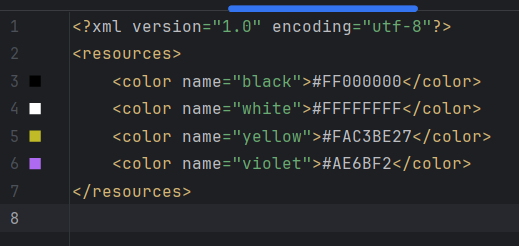 1 <?xml version="1.0" encoding="utf-8"?>
2 <resources>
3 <color name="black">#FF000000</color>
4 <color name="white">#FFFFFFFF</color>
5 <color name="yellow">#FAC3BE27</color>
6 <color name="violet">#AE6BF2</color>
7 </resources>
8